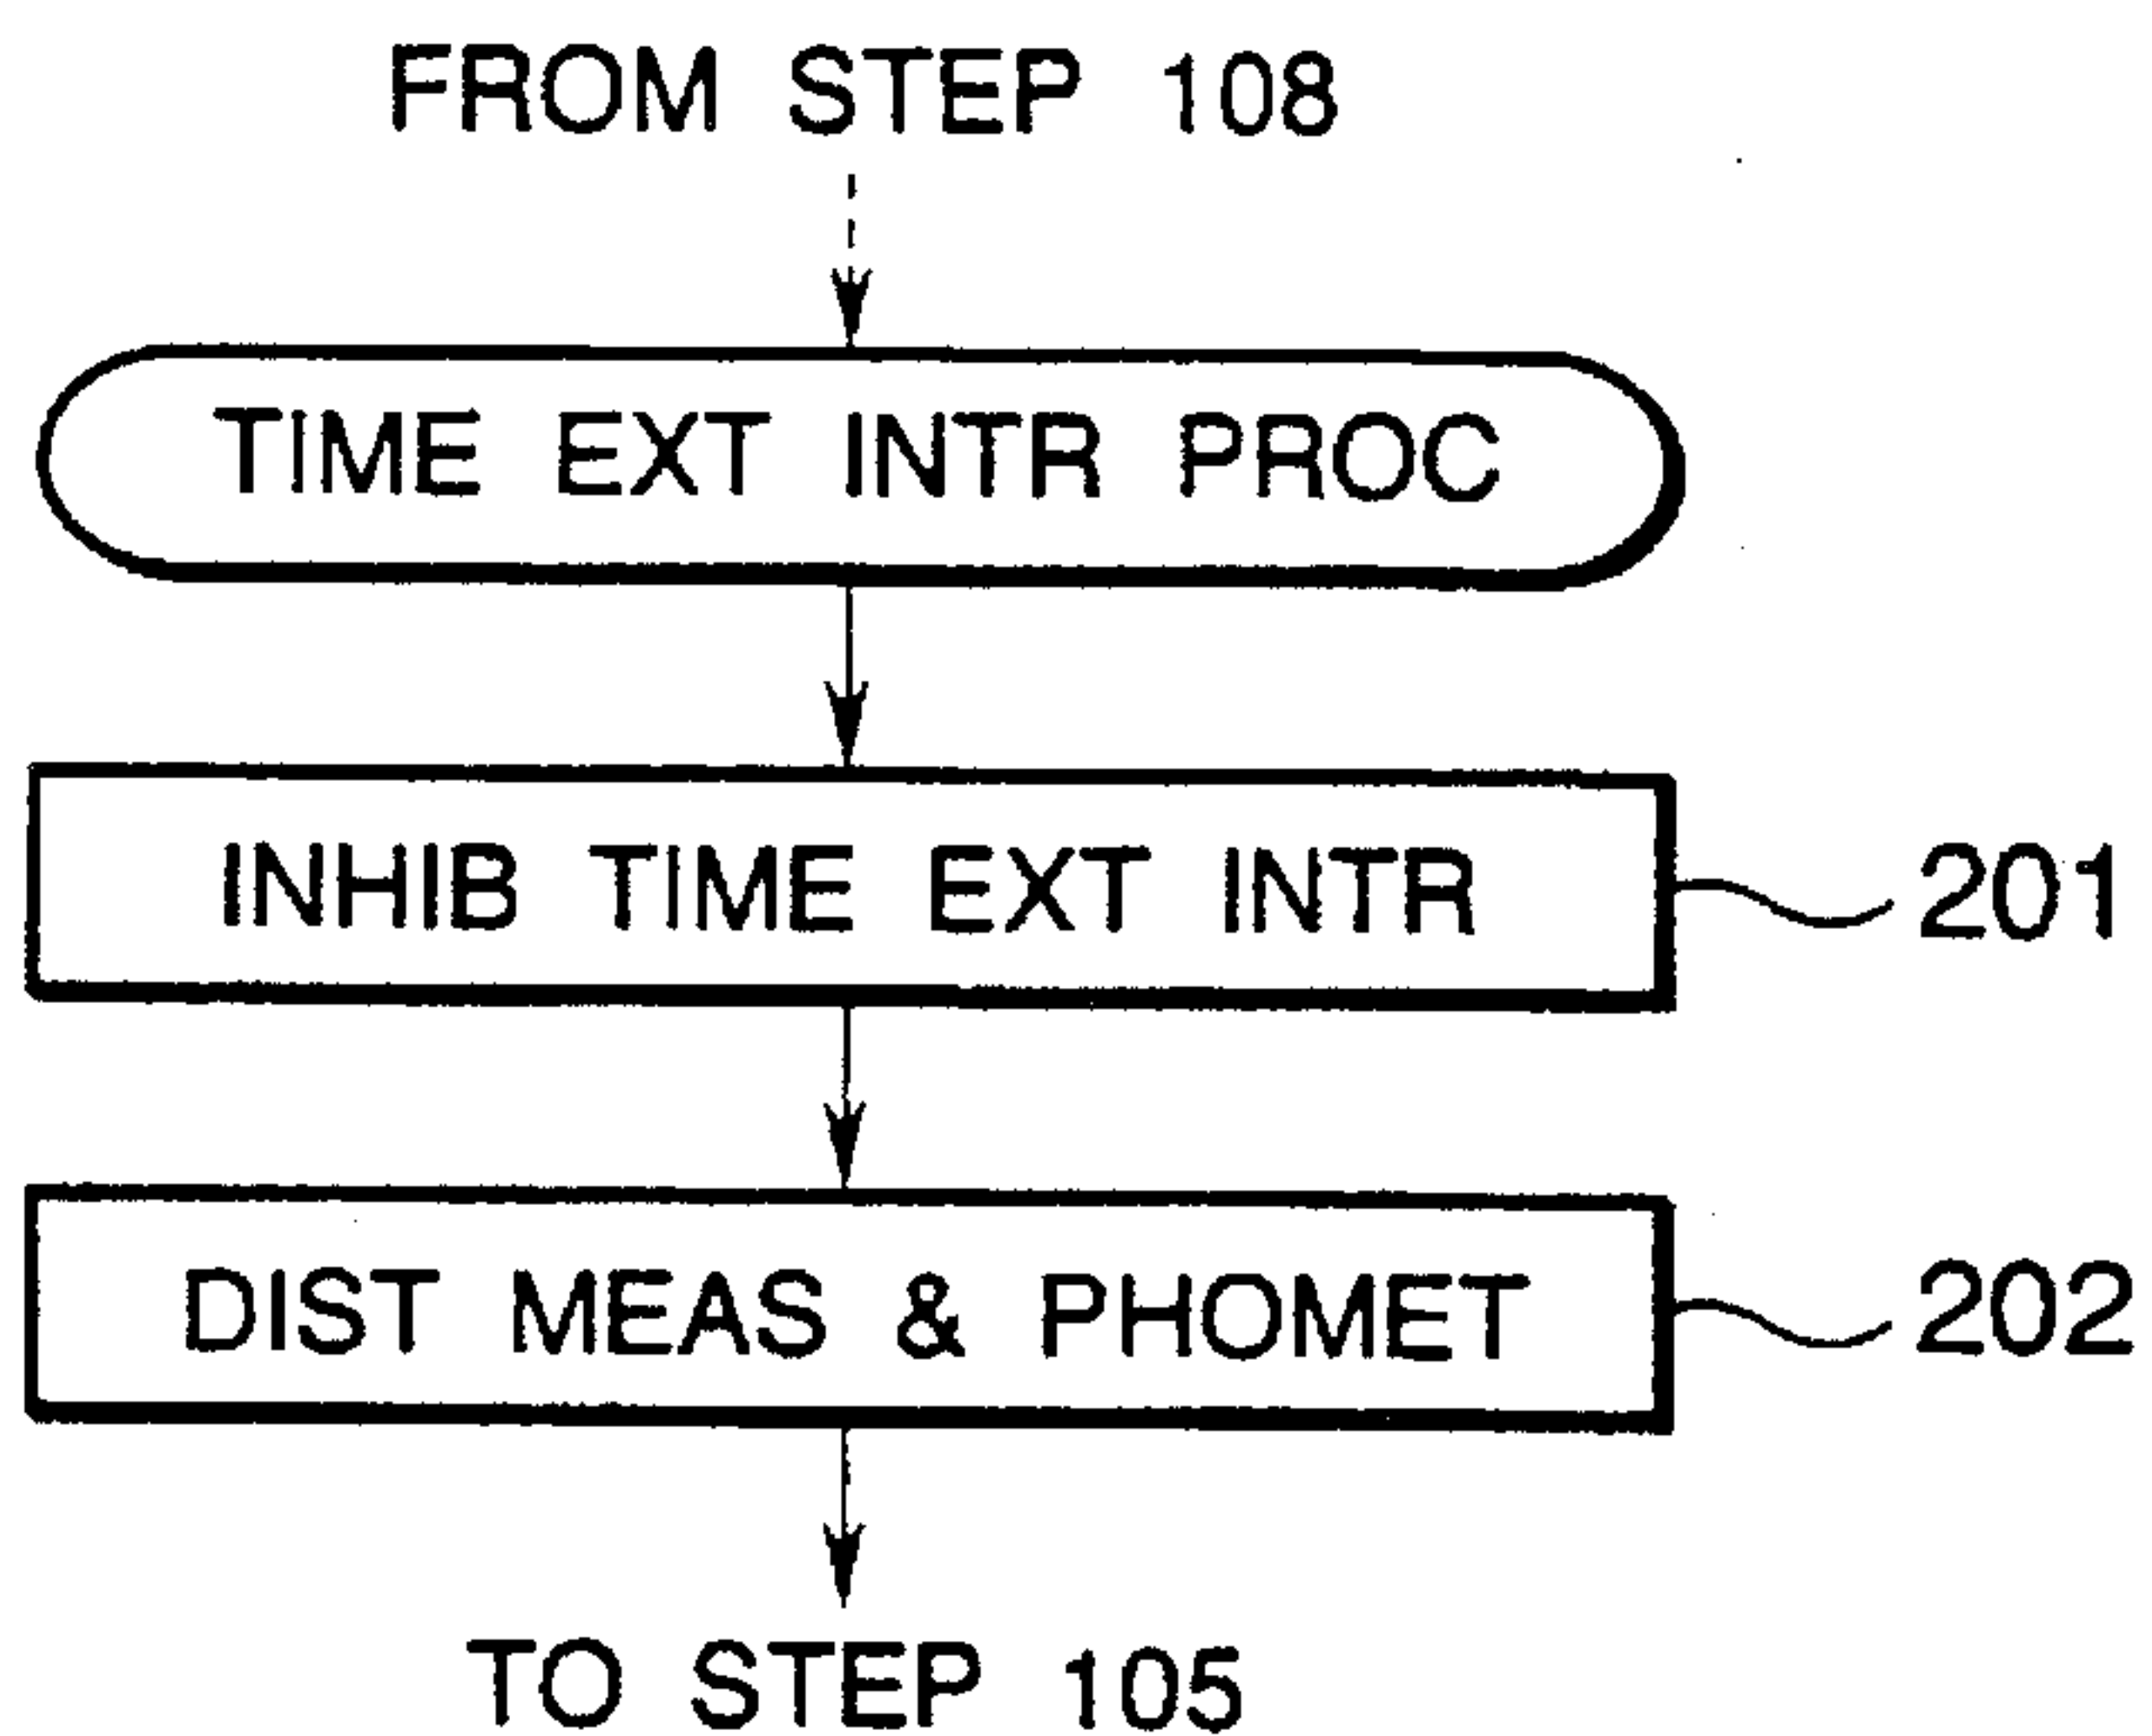 FROM STEP 108
TIME EXT INTR PROC
INHIB TIME EXT INTR
201
DIST MEAS & PHOMET
202
TO STEP 105